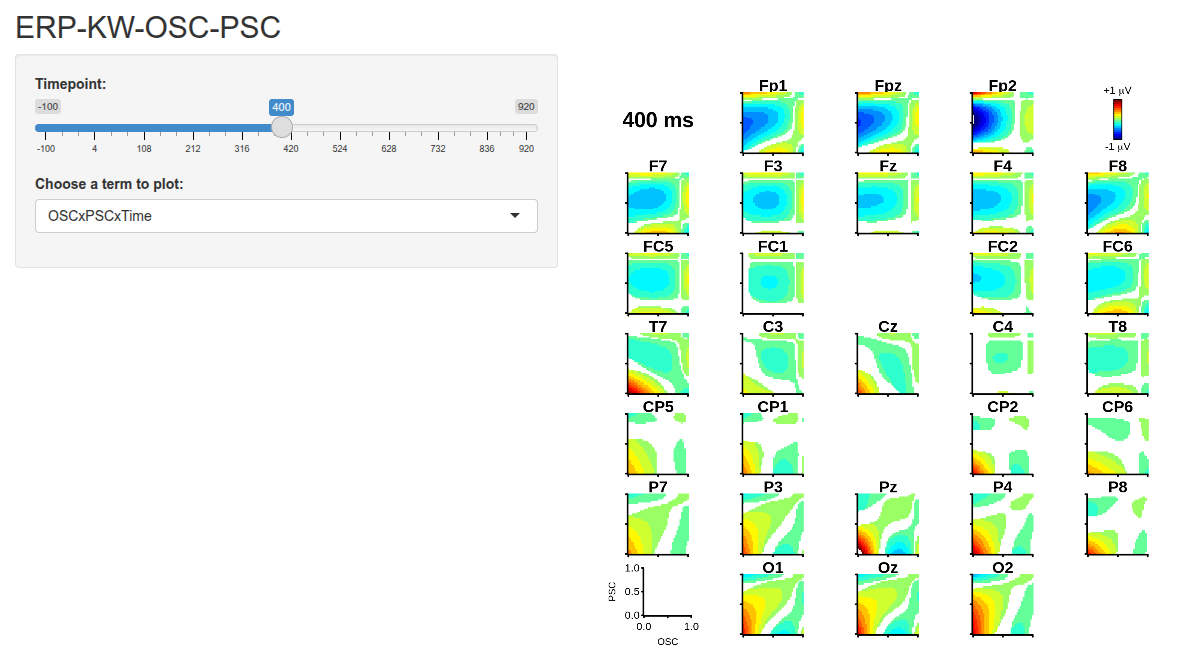 ERP-KW-OSC-PSC
Timepoint:
-100 400 920
-100 4 108 212 316 420 524 628 732 836 920
Choose a term to plot:
OSCxPSCxTime
400 ms
Fp1 Fpz Fp2
+1 µV
-1 µV
F7 F3 Fz F4 F8
FC5 FC1 FC2 FC6
T7 C3 Cz C4 T8
CP5 CP1 CP2 CP6
P7 P3 Pz P4 P8
O1 Oz O2
1.0
0.5
0.0
PSC
0.0 1.0
OSC